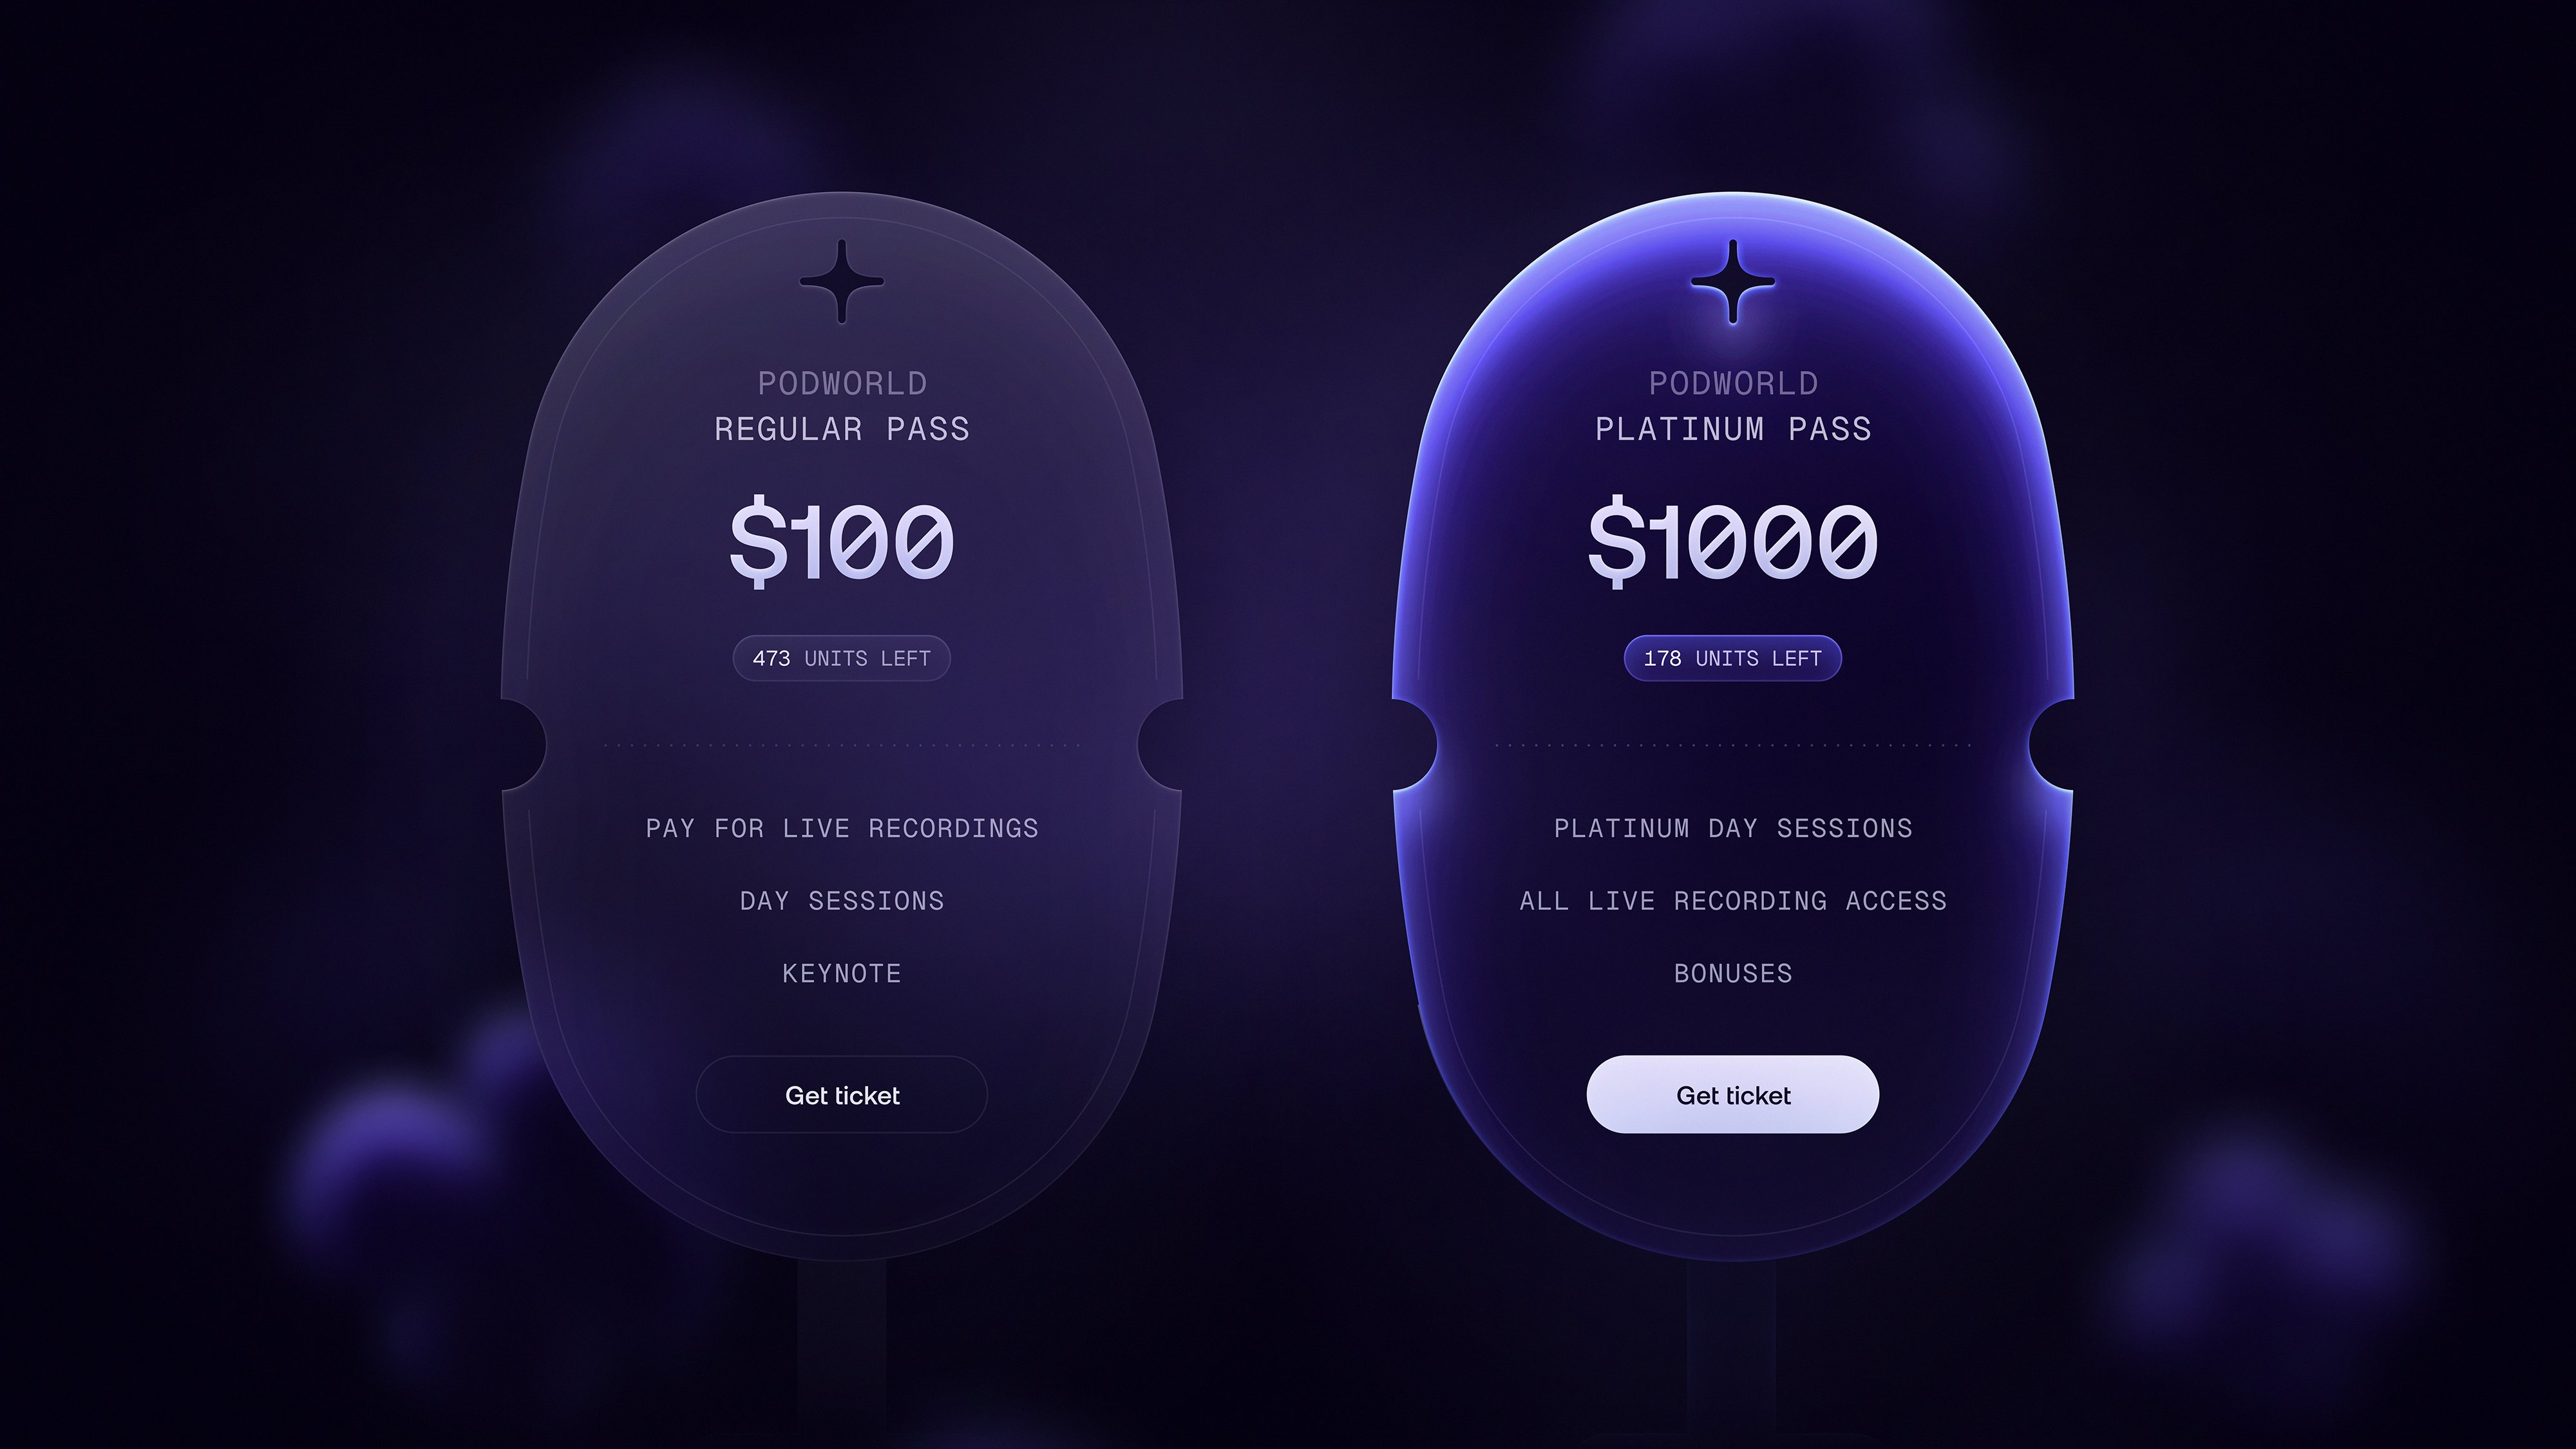 PODWORLD
REGULAR PASS
$100
473 UNITS LEFT
PAY FOR LIVE RECORDINGS
DAY SESSIONS
KEYNOTE
Get ticket
PODWORLD
PLATINUM PASS
$1000
178 UNITS LEFT
PLATINUM DAY SESSIONS
ALL LIVE RECORDING ACCESS
BONUSES
Get ticket